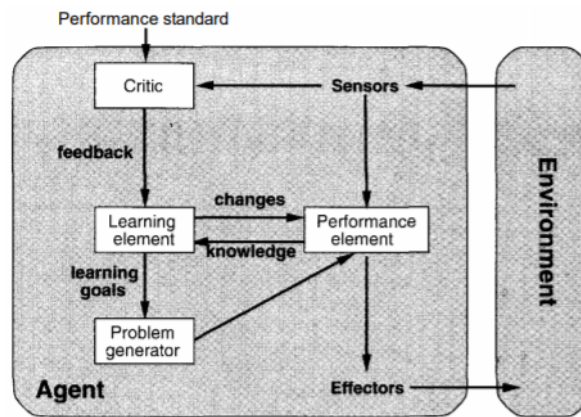 Performance standard
Critic
Sensors
feedback
changes
Learning
element
Performance
element
knowledge
learning
goals
Problem
generator
Agent
Effectors
Environment